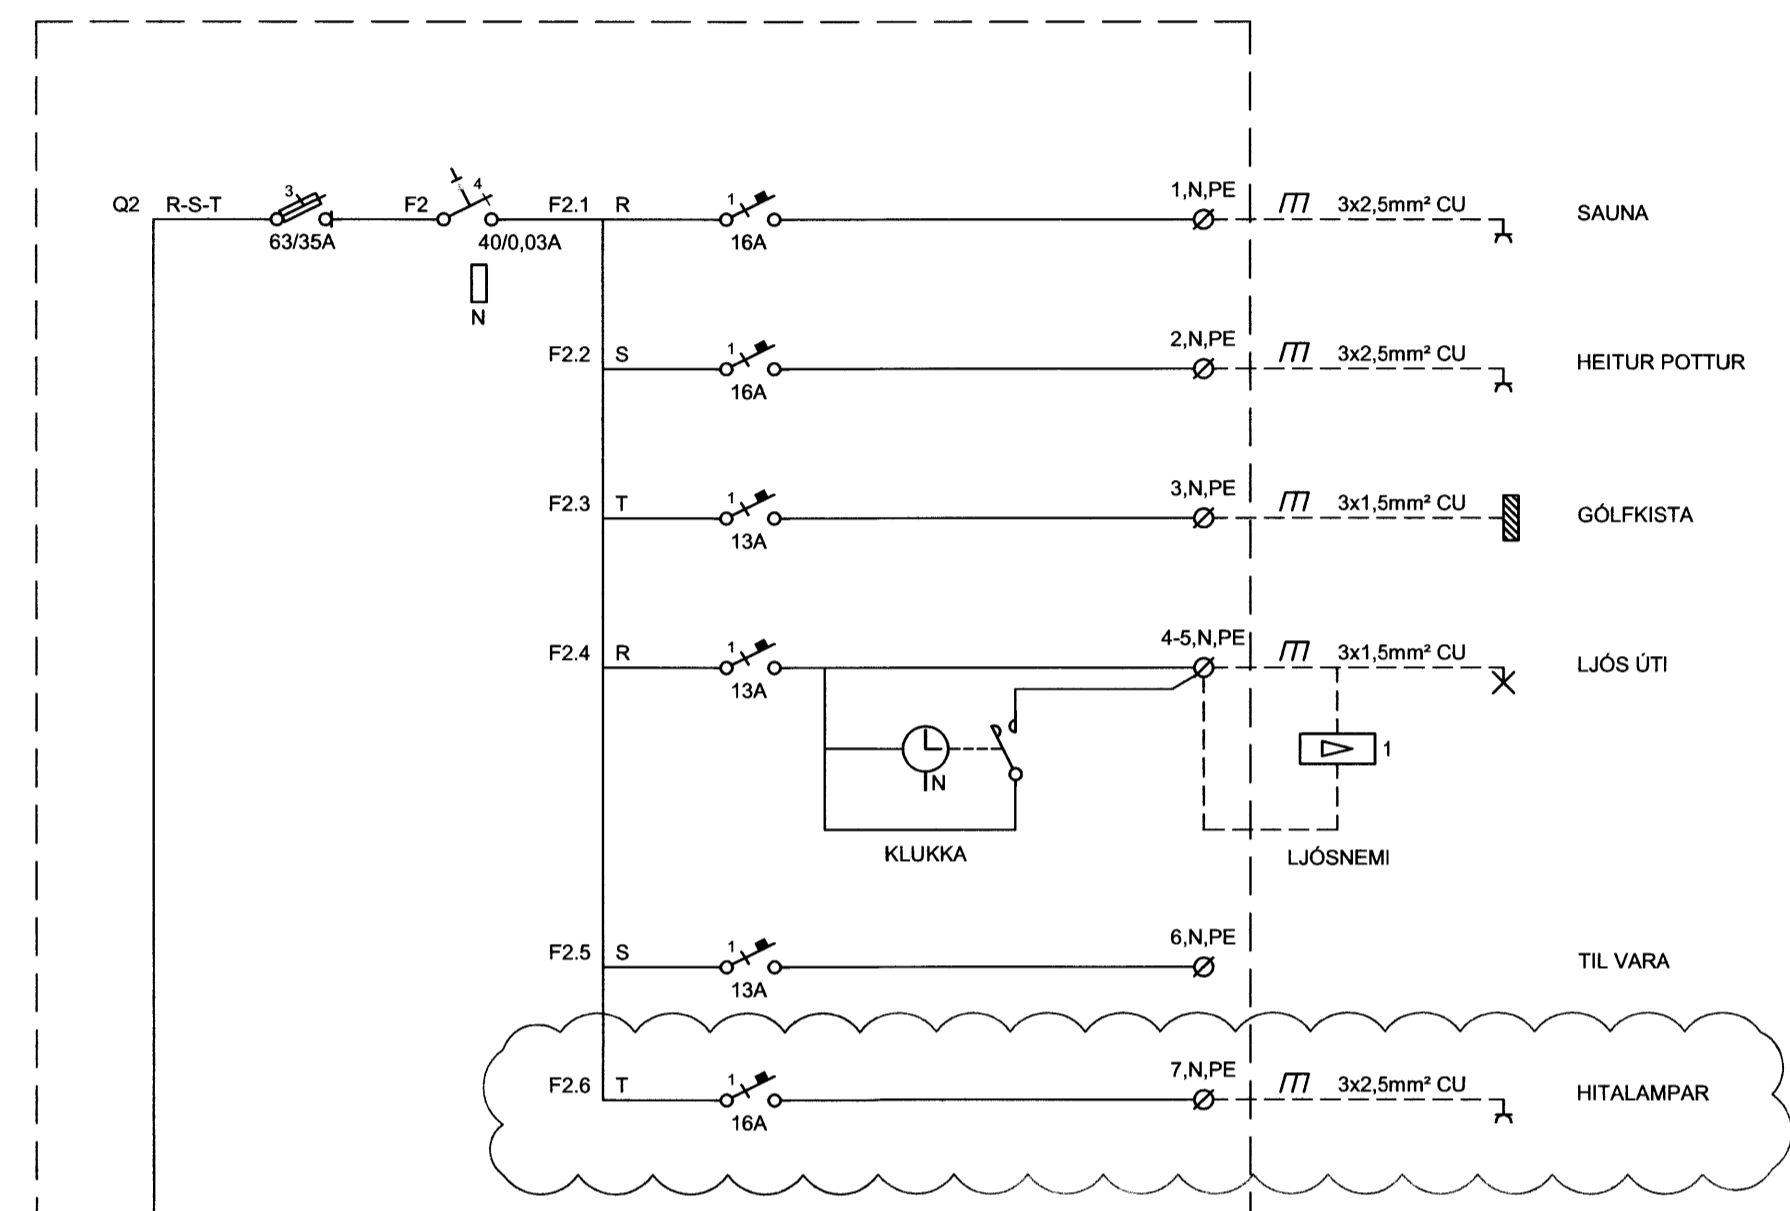 Q2 R-S-T 3 63/35A F2 4 40/0,03A N
F2.1 R 1 16A 1,N,PE 3x2,5mm² CU SAUNA
F2.2 S 1 16A 2,N,PE 3x2,5mm² CU HEITUR POTTUR
F2.3 T 1 13A 3,N,PE 3x1,5mm² CU GÓLFKISTA
F2.4 R 1 13A 4-5,N,PE 3x1,5mm² CU LJÓS ÚTI
N 1
KLUKKA LJÓSNEMI
F2.5 S 1 13A 6,N,PE TIL VARA
F2.6 T 1 16A 7,N,PE 3x2,5mm² CU HITALAMPAR